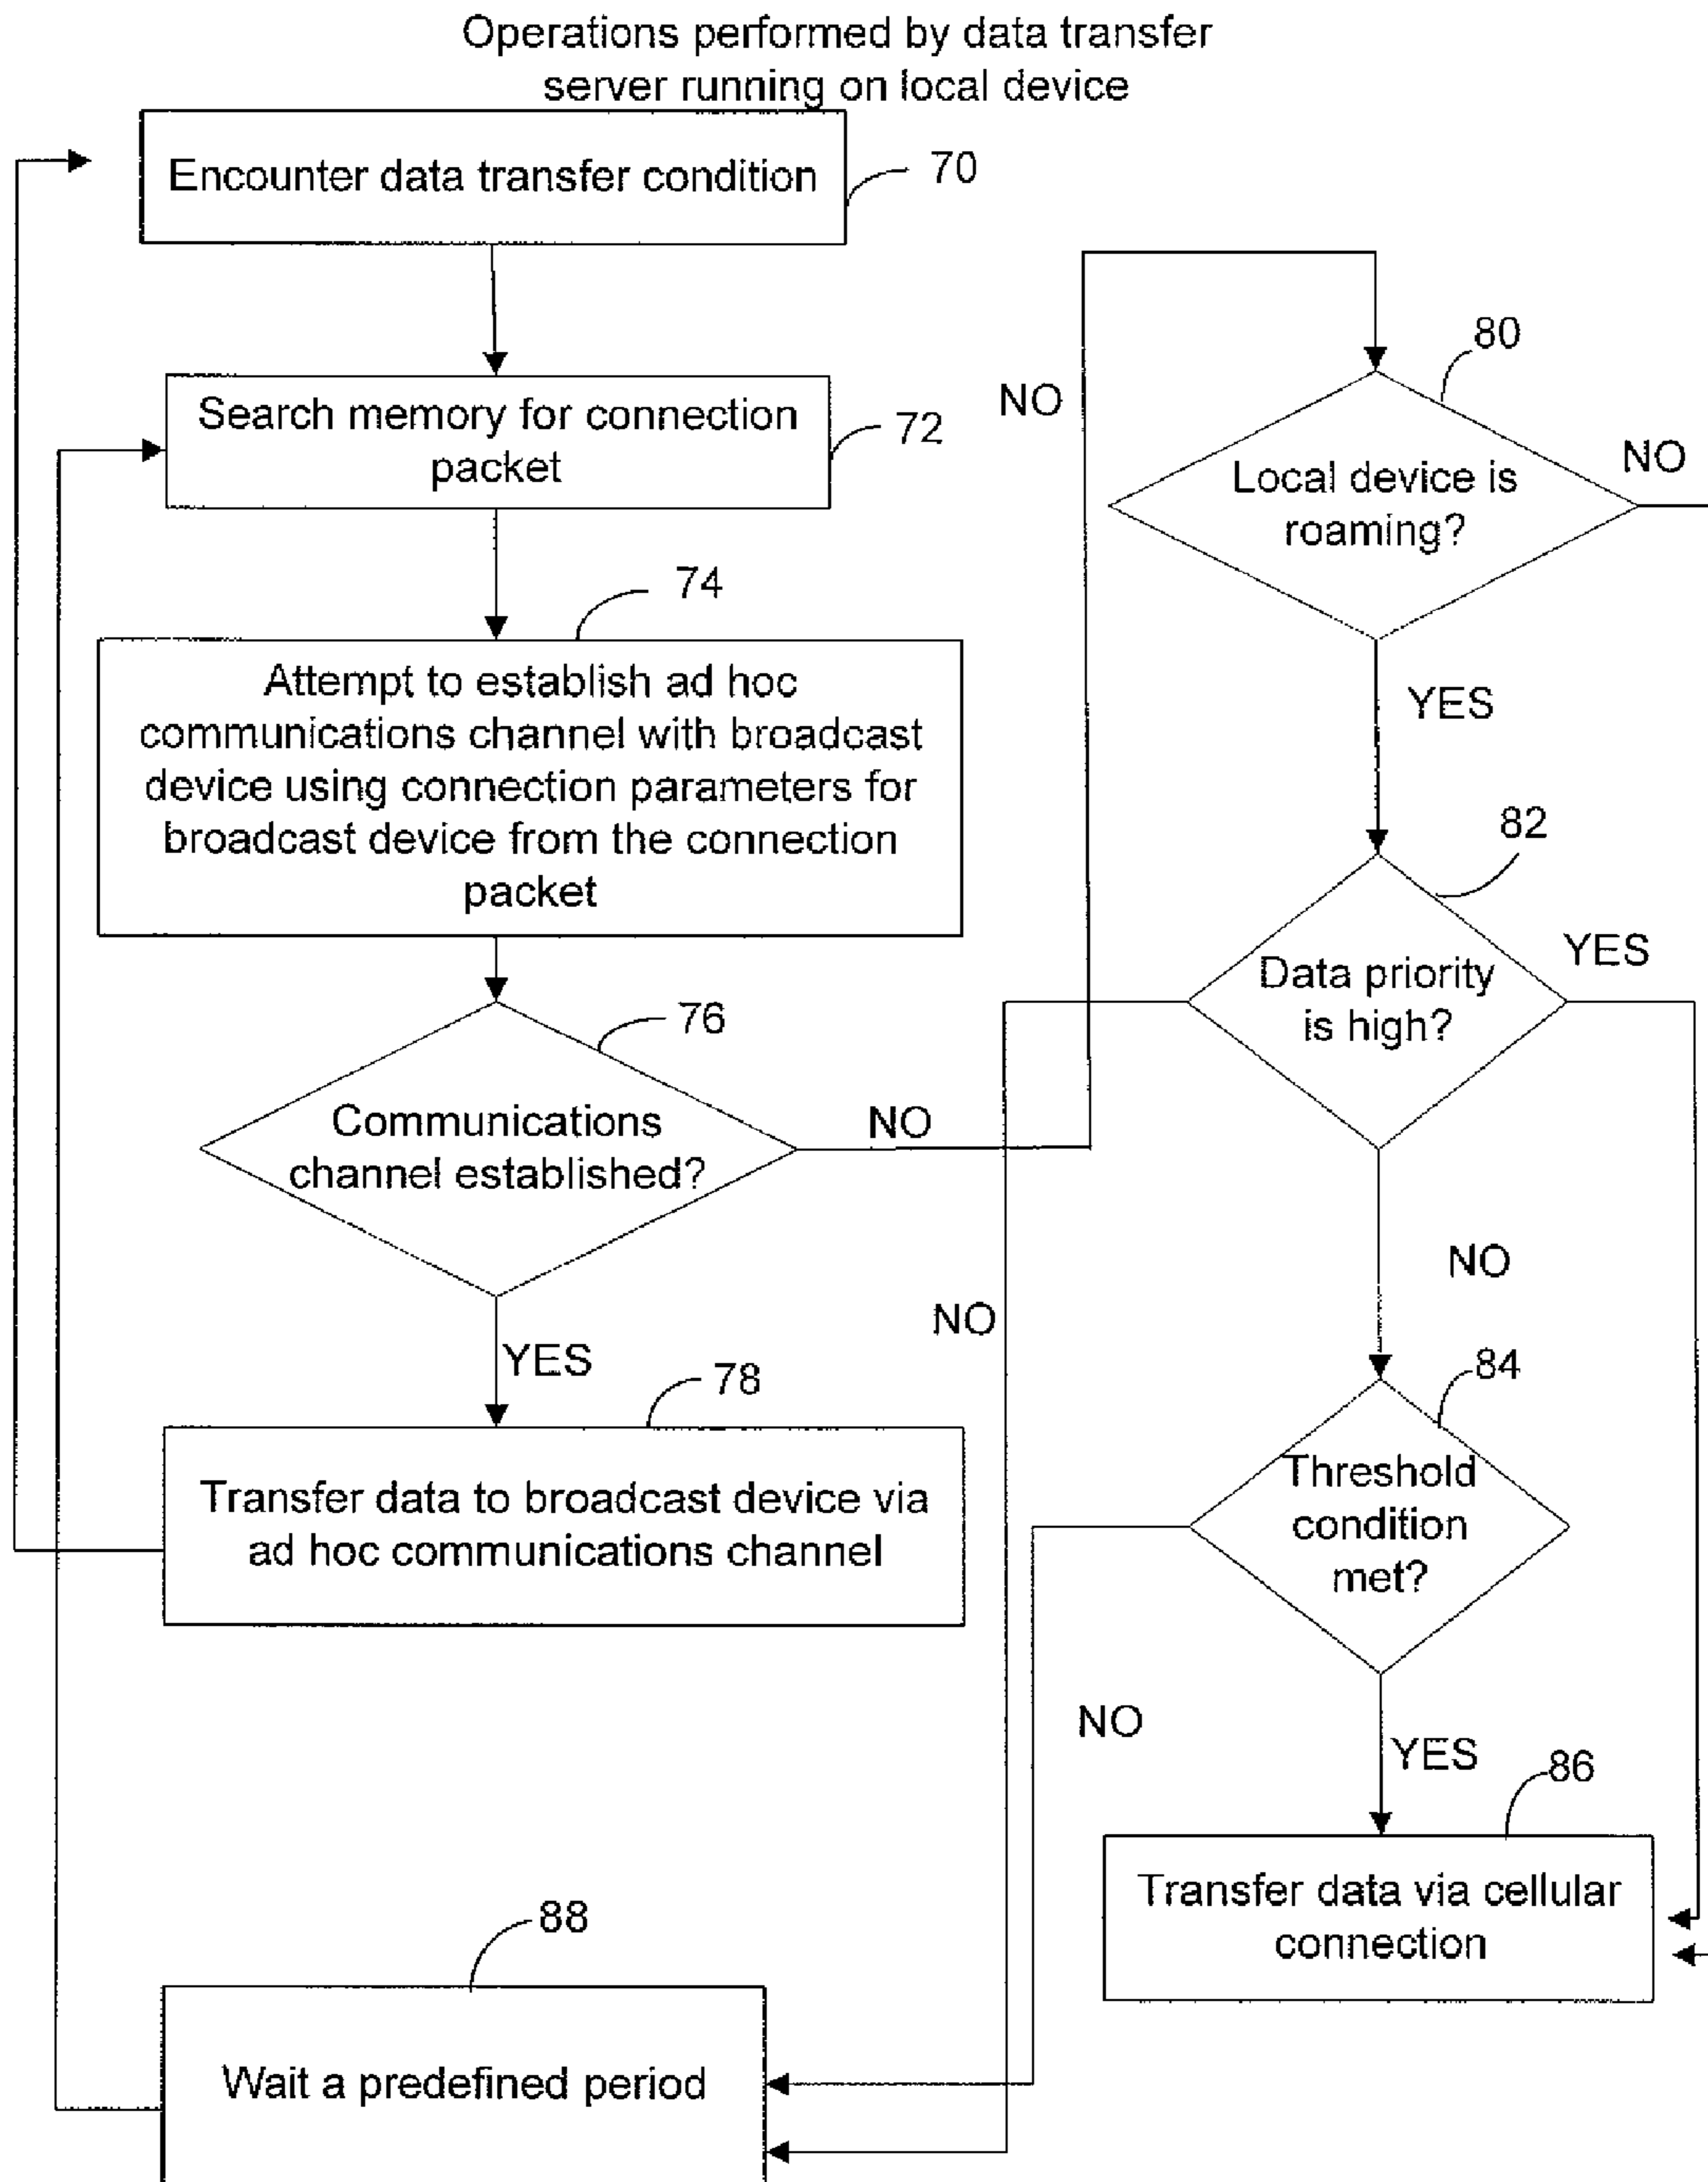 Operations performed by data transfer
server running on local device
Encounter data transfer condition
70
Search memory for connection
packet
72
74
Attempt to establish ad hoc
communications channel with broadcast
device using connection parameters for
broadcast device from the connection
packet
76
Communications
channel established?
NO
YES
78
Transfer data to broadcast device via
ad hoc communications channel
NO
80
Local device is
roaming?
NO
YES
82
Data priority
is high?
YES
NO
NO
84
Threshold
condition
met?
NO
YES
86
Transfer data via cellular
connection
88
Wait a predefined period